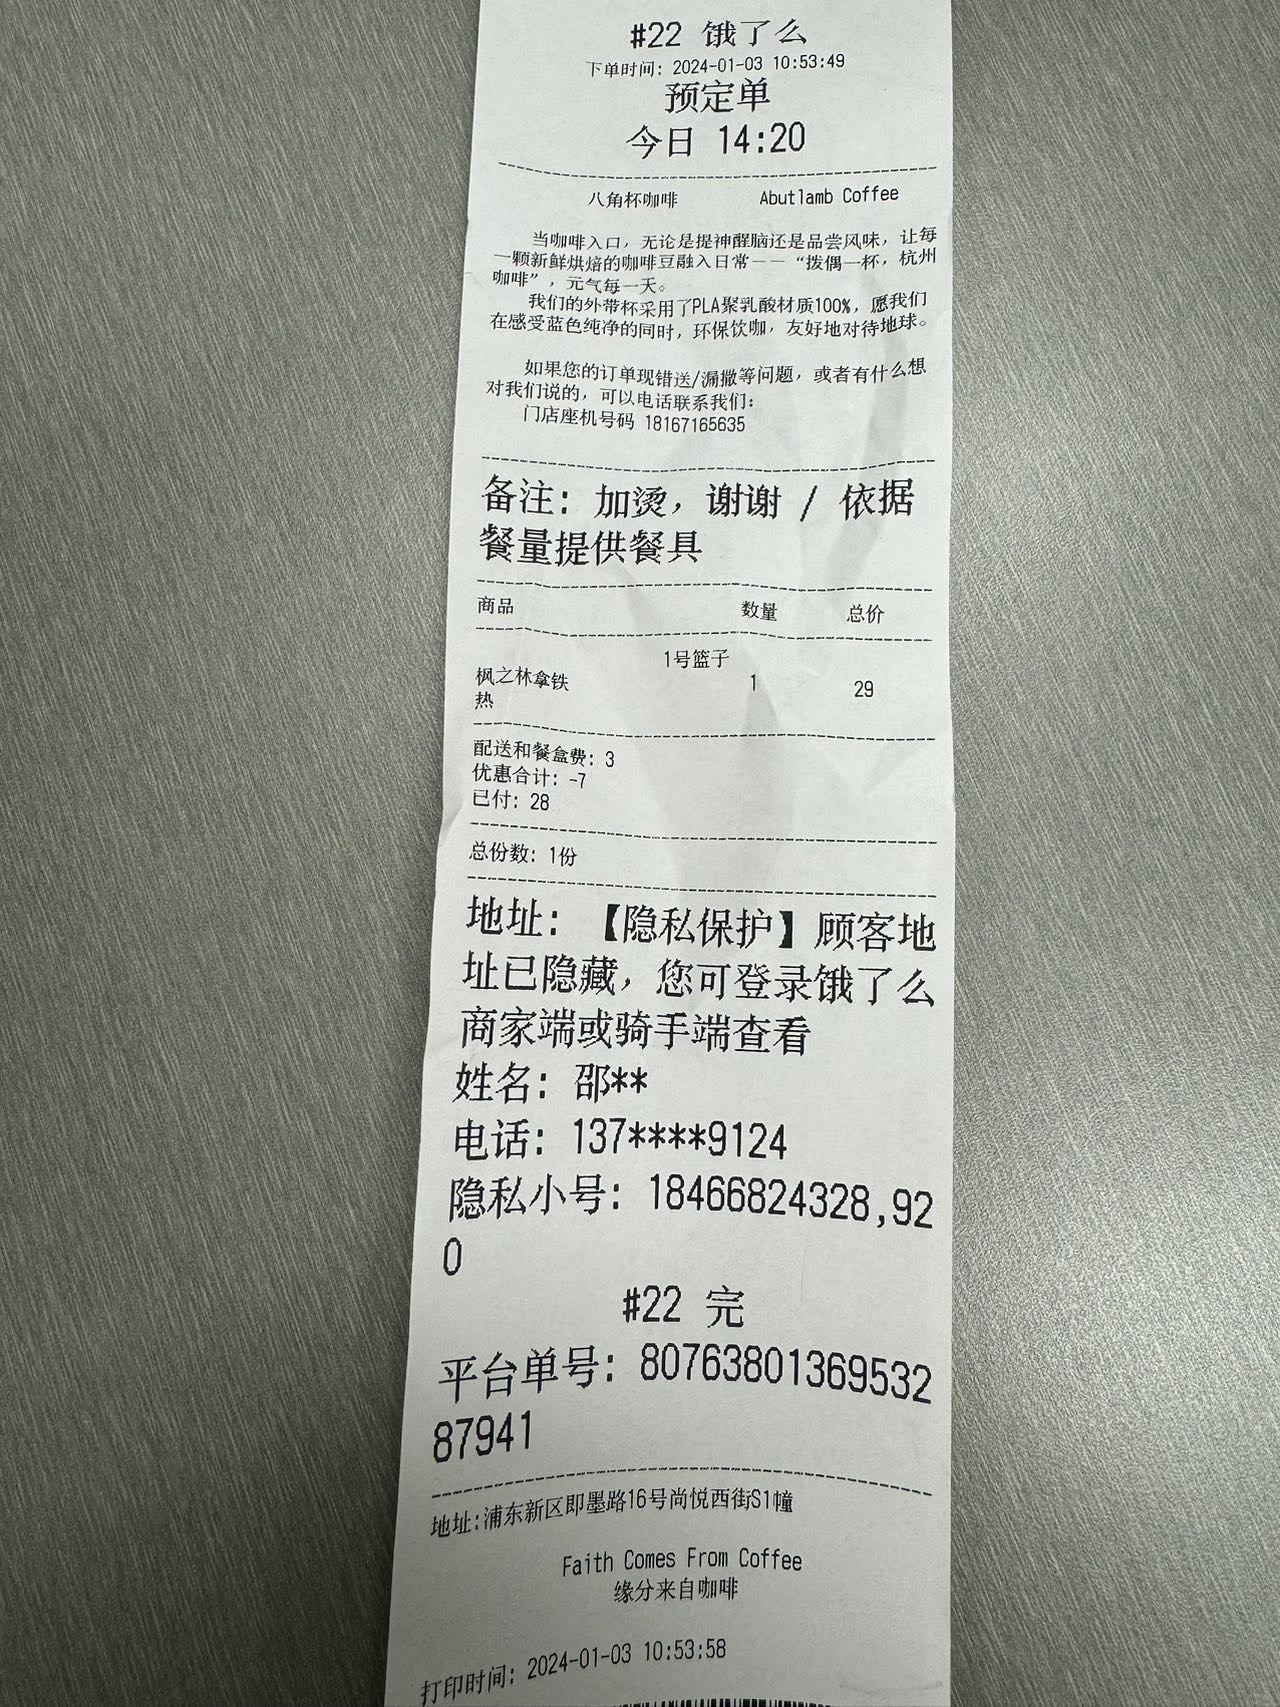 #22 饿了么
下单时间: 2024-01-03 10:53:49
预定单
今日 14:20
八角杯咖啡 Abutlamb Coffee
当咖啡入口，无论是提神醒脑还是品尝风味，让每
一颗新鲜烘焙的咖啡豆融入日常——“拨偶一杯，杭州
咖啡”，元气每一天。
我们的外带杯采用了PLA聚乳酸材质100%，愿我们
在感受蓝色纯净的同时，环保饮咖，友好地对待地球。
如果您的订单现错送/漏撒等问题，或者有什么想
对我们说的，可以电话联系我们:
门店座机号码 18167165635
备注: 加烫，谢谢 / 依据
餐量提供餐具
商品 数量 总价
1号篮子
枫之林拿铁 1 29
热
配送和餐盒费: 3
优惠合计: -7
已付: 28
总份数: 1份
地址: 【隐私保护】顾客地
址已隐藏，您可登录饿了么
商家端或骑手端查看
姓名: 邵**
电话: 137****9124
隐私小号: 18466824328,92
0
#22 完
平台单号: 80763801369532
87941
地址:浦东新区即墨路16号尚悦西街S1幢
Faith Comes From Coffee
缘分来自咖啡
打印时间: 2024-01-03 10:53:58